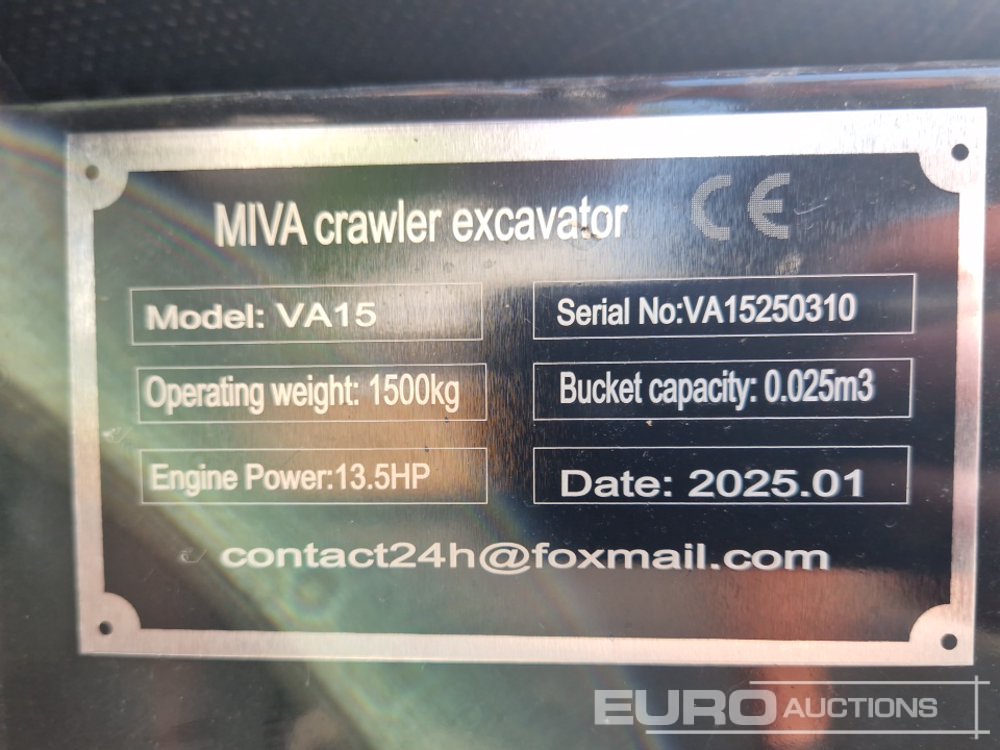 MIVA crawler excavator CE
Model: VA15 Serial No:VA15250310
Operating weight: 1500kg Bucket capacity: 0.025m3
Engine Power:13.5HP Date: 2025.01
contact24h@foxmail.com
EURO AUCTIONS